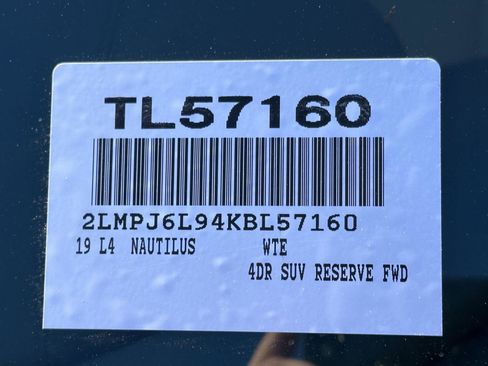 TL57160
2LMPJ6L94KBL57160
19 L4 NAUTILUS WTE
4DR SUV RESERVE FWD